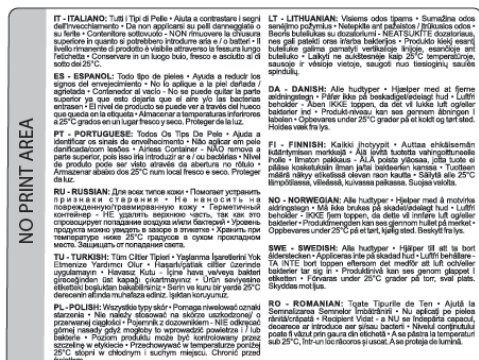 NO PRINT AREA
IT - ITALIANO: Tutti i Tipi di Pelle • Aiuta a contrastare i segni
dell'invecchiamento • De non applicarsi su pelli danneggiata o
su ferite • Contenitore sottovuoto • NON rimuovere la chiusura
superiore in quanto si potrebbero introdurre aria e / o batteri • Il
livello rimanente di prodotto è visibile attraverso la fessura lungo
l'etichetta • Conservare in un luogo buio, fresco e asciutto al di
sotto dei 25°C.
ES - ESPAÑOL: Todo tipo de pieles • Ayuda a reducir los
signos del envejecimiento • No lo aplique a la piel dañada /
agrietada • Contenedor al vacío • No se puede quitar la parte
superior ya que esto dejaría que el aire y/o las bacterias
entrasen • El nivel de producto se puede ver a través del hueco
que queda en la etiqueta • Almacenar a temperaturas inferiores
a 25°C grados en un lugar fresco y seco. Proteger de la luz.
PT - PORTUGUESE: Todos Os Tips De Pele • Ajuda a
identificar os sinais do envelhecimento • Não aplicar em pele
danificada/com lesões • Airless Container • NÃO remova a
parte superior, pois isso iria introduzir ar e / ou bactérias • Nível
de produto pode ser visto através da abertura no rótulo •
Armazenar abaixo dos 25°C num local fresco e seco. Proteger
da luz.
RU - RUSSIAN: Для всех типов кожи • Помогает устранить
признаки старения • Не наносить на
поврежденную/травмированную кожу • Герметичный
контейнер - НЕ удалять верхнюю часть, так как это
спровоцирует попадание воздуха и/или бактерий • Уровень
продукта можно увидеть в зазоре в этикетке • Хранить при
температуре ниже 25°C градусов в сухом прохладном
месте. Защищать от попадания света.
TU - TURKISH: Tüm Ciltler Tipleri • Yaşlanma İşaretlerini Yok
Etmenize Yardımcı Olur • Hasarlı/çatlak ciltler üzerinde
uygulamayın • Havasız Kutu - İçine hava ve/veya bakteri
gireceğinden üst kapağı çıkartmayınız • Ürün seviyesine
etiketteki boşluktan bakabilirsiniz • Serin ve kuru bir yerde 25°C
derecenin altında muhafaza ediniz. Işıktan koruyunuz.
PL - POLISH: Wszystkie typy skór • Pomaga niwelować oznaki
starzenia • Nie należy stosować na skórze uszkodzonej/ o
przerwanej ciągłości • Pojemnik z dozownikiem - NIE odkręcać
górnej nasady gdyż mogłoby to wprowadzić powietrze i / lub
bakterie • Poziom produktu może być kontrolowany przez
szczelinę w etykiecie • Przechowywać w temperaturze poniżej
25°C stopni w chłodnym i suchym miejscu. Chronić przed
LT - LITHUANIAN: Visiems odos tipams • Sumažina odos
senėjimo požymius • Netepkite ant pažeistos / įtrūkusios odos •
Beoris buteliukas su dozatoriumi - NEATSUKITE dozatoriaus,
nes gali patekti oras ir/arba bakterijos • Produkto kiekį esantį
buteliuke galima pamatyti vertikalioje linijoje, esančioje ant
buteliuko • Laikyti ne aukštesnėje kaip 25°C temperatūroje,
sausoje ir vėsioje vietoje, saugoti nuo tiesioginių saulės
spindulių.
DA - DANISH: Alle hudtyper • Hjælper med at fjerne
ældningstegn • Påfør ikke på beskadiget/ødelagt hud • Luftfri
beholder - Åben IKKE toppen, da det vil lukke luft og/eller
bakterier ind • Produkt-niveau kan ses gennem åbningen i
labelen • Opbevares under 25°C grader på et koldt og tørt sted.
Holdes væk fra lys.
FI - FINNISH: Kaikki ihotyypit • Auttaa ehkäisemään
ikääntymisen merkkejä • Älä levitä tuotetta vahingoittuneelle
iholle • Ilmaton pakkaus - ÄLÄ poista yläosaa, jotta tuote ei
pääse kosketuksiin ilman ja/tai bakteerien kanssa • Tuotteen
määrä näkyy etiketissä olevan raon kautta • Säilytä alle 25°C
lämpötilassa, viileässä, kuivassa paikassa. Suojaa valolta.
NO - NORWEGIAN: Alle hudtyper • Hjelper med å motvirke
aldringstegn • Må ikke brukes på skadet/ødelagt hud • Luftfri
beholder - IKKE fjern toppen, da dette vil innføre luft og/eller
bakterier • Produktmengden kan ses gjennom hullet på merket •
Oppbevares under 25°C på et tørt, kjølig sted. Beskytt fra lys.
SWE - SWEDISH: Alla hudtyper • Hjälper till att ta bort
ålderstecken • Appliceras inte på skadad hud • Luftfri behållare -
TA INTE bort toppen eftersom det medför att luft och/eller
bakterier tar sig in • Produktnivå kan ses genom glappet i
etiketten • Förvaras under 25°C grader på torr, sval plats.
Skyddas mot ljus.
RO - ROMANIAN: Toate Tipurile de Ten • Ajută la
Semnalizarea Semnelor Îmbătrânirii • Nu aplicați pe pielea
iritată/crăpată • Recipient Vidat - A NU se îndepărta capacul,
deoarece ar introduce aer și/sau bacterii • Nivelul conținutului
poate fi văzut prin gaura din etichetă • A se păstra la temperaturi
sub 25°C, într-un loc răcoros și uscat. A se proteja de lumină.